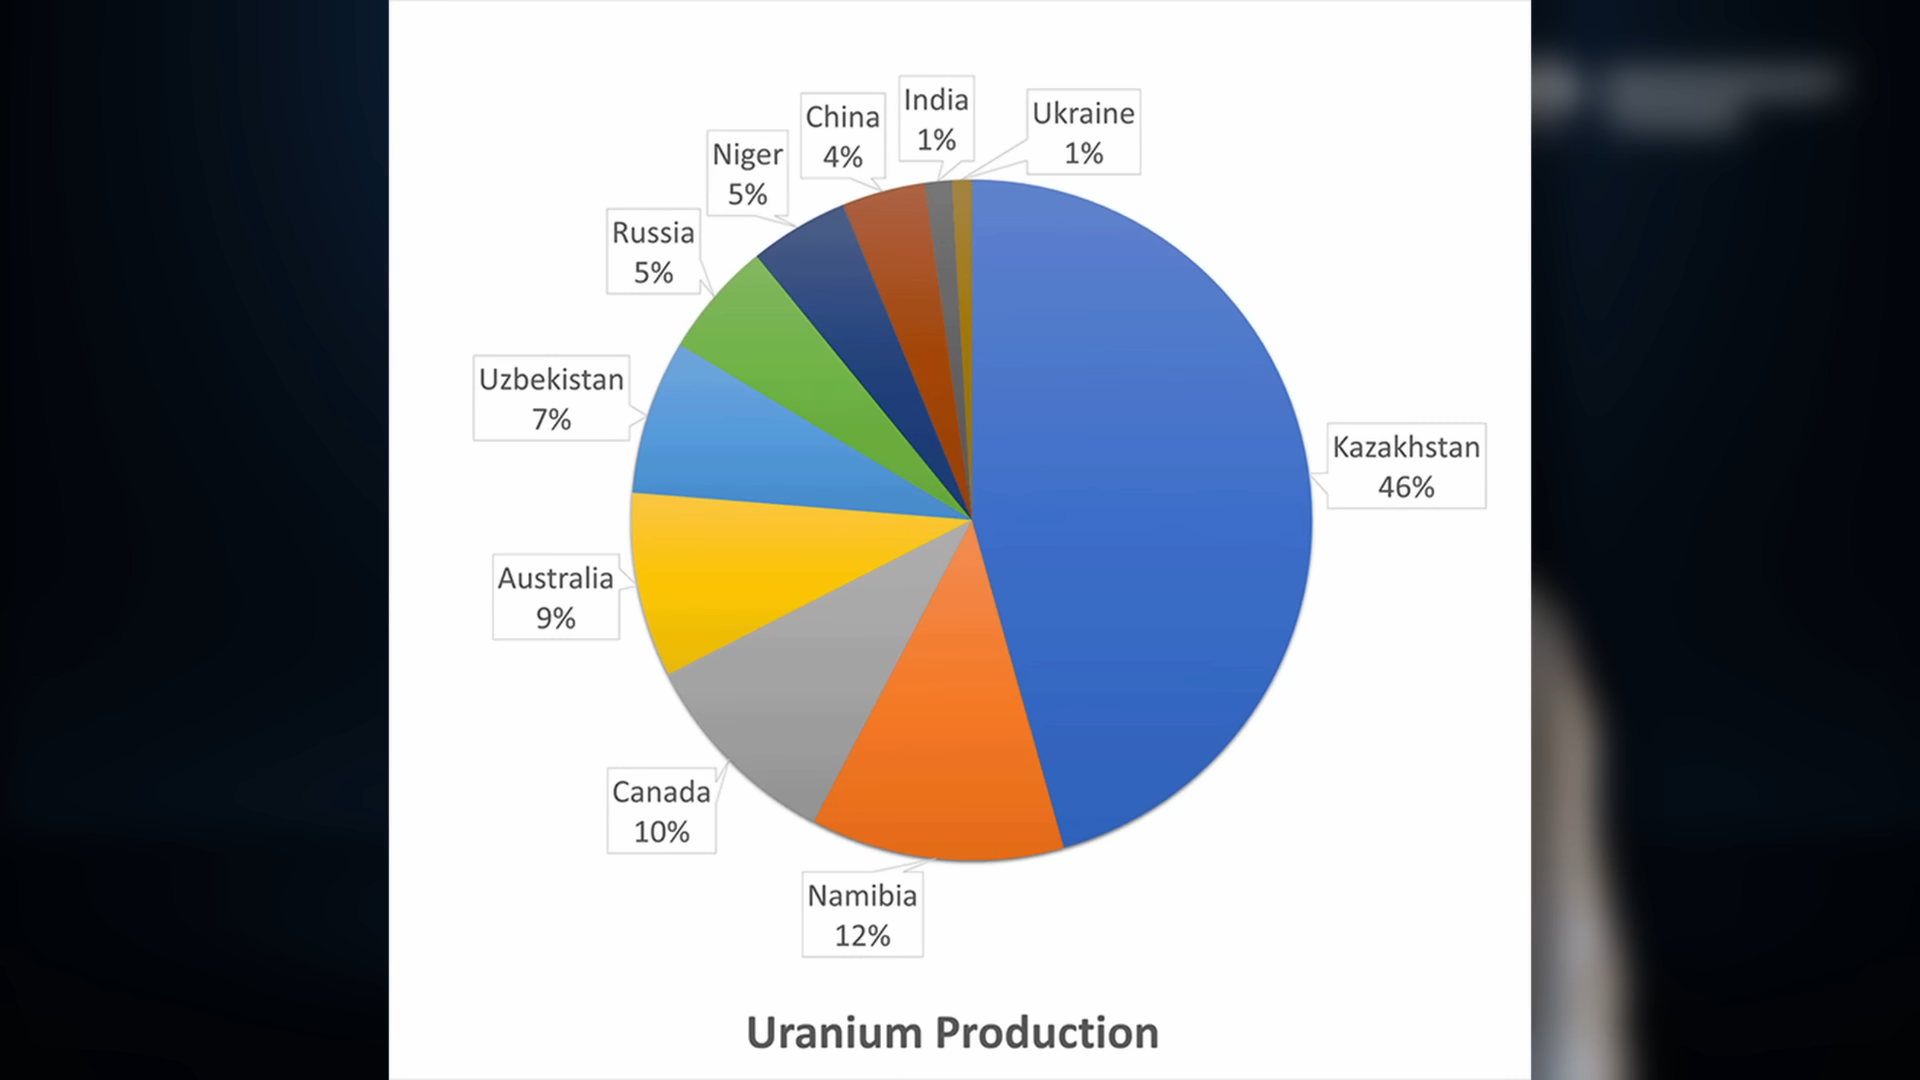 India
1%
Ukraine
1%
China
4%
Niger
5%
Russia
5%
Uzbekistan
7%
Kazakhstan
46%
Australia
9%
Canada
10%
Namibia
12%
Uranium Production